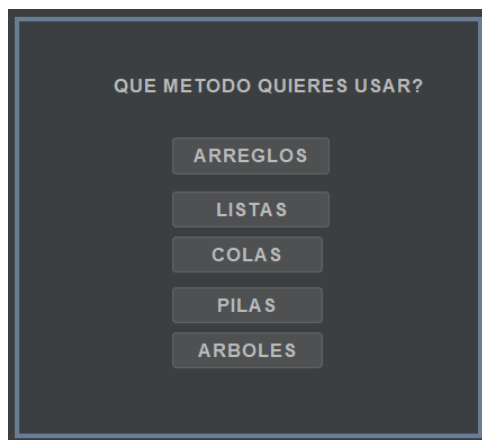 QUE METODO QUIERES USAR?
ARREGLOS
LISTAS
COLAS
PILAS
ARBOLES